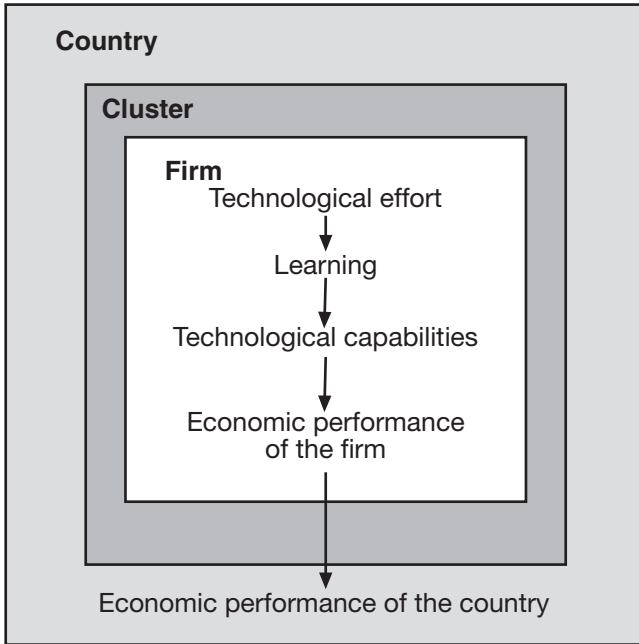 Country
Cluster
Firm
Technological effort
Learning
Technological capabilities
Economic performance
of the firm
Economic performance of the country